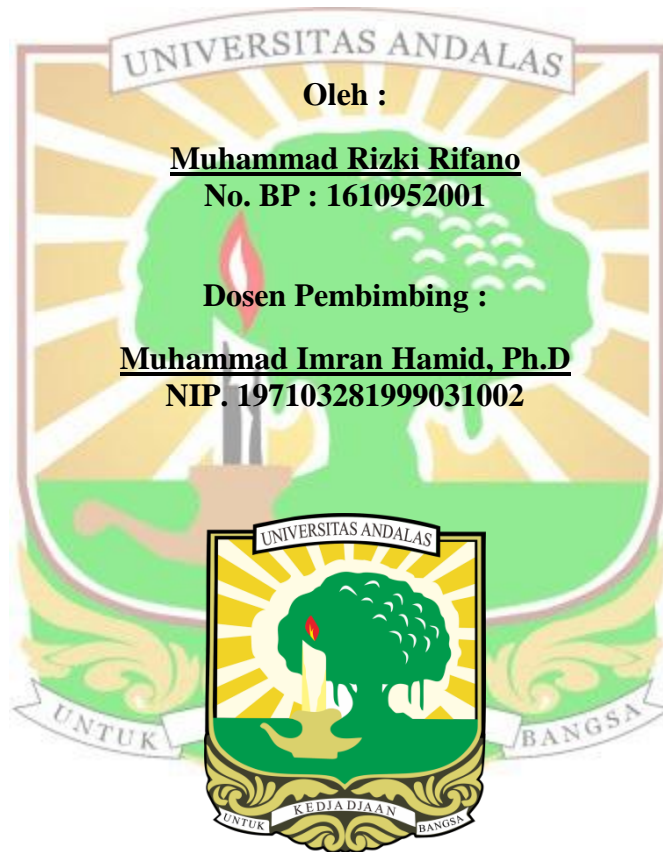 UNIVERSITAS ANDALAS
Oleh :
Muhammad Rizki Rifano
No. BP : 1610952001
Dosen Pembimbing :
Muhammad Imran Hamid, Ph.D
NIP. 197103281999031002
UNIVERSITAS ANDALAS
UNTUK BANGSA
UNTUK KEDJADJAAN BANGSA